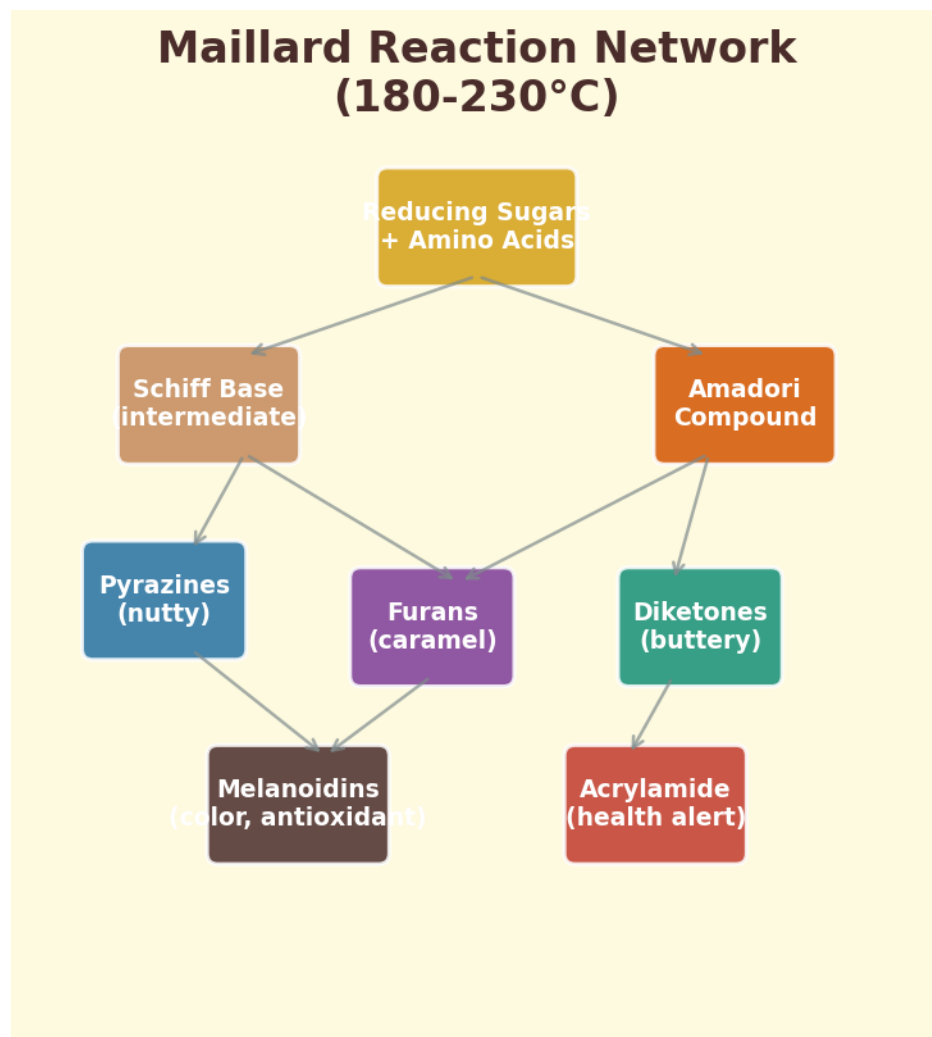 Maillard Reaction Network
(180-230°C)
Reducing Sugars
+ Amino Acids
Schiff Base
(intermediate)
Amadori
Compound
Pyrazines
(nutty)
Furans
(caramel)
Diketones
(buttery)
Melanoidins
(color, antioxidant)
Acrylamide
(health alert)